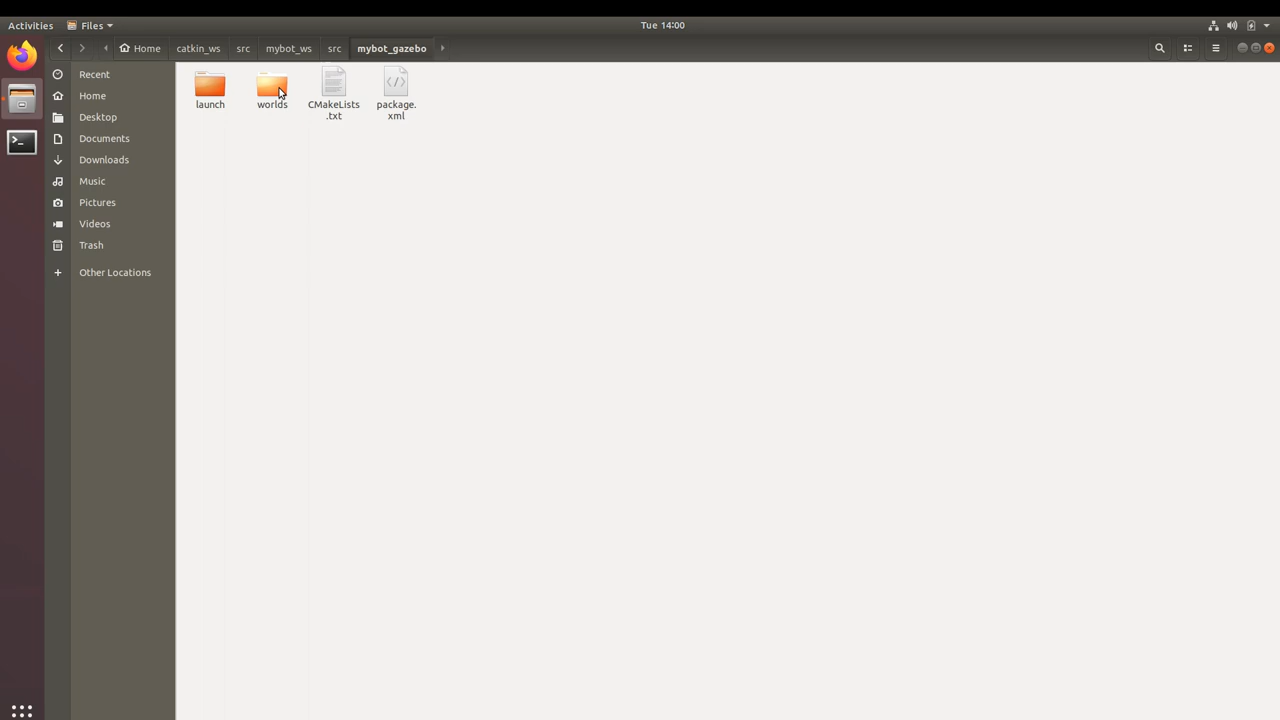 Activities Files Tue 14:00
Home catkin_ws src mybot_ws src mybot_gazebo
Recent
Home
Desktop
Documents
Downloads
Music
Pictures
Videos
Trash
Other Locations
launch
worlds
CMakeLists
.txt
package.
xml